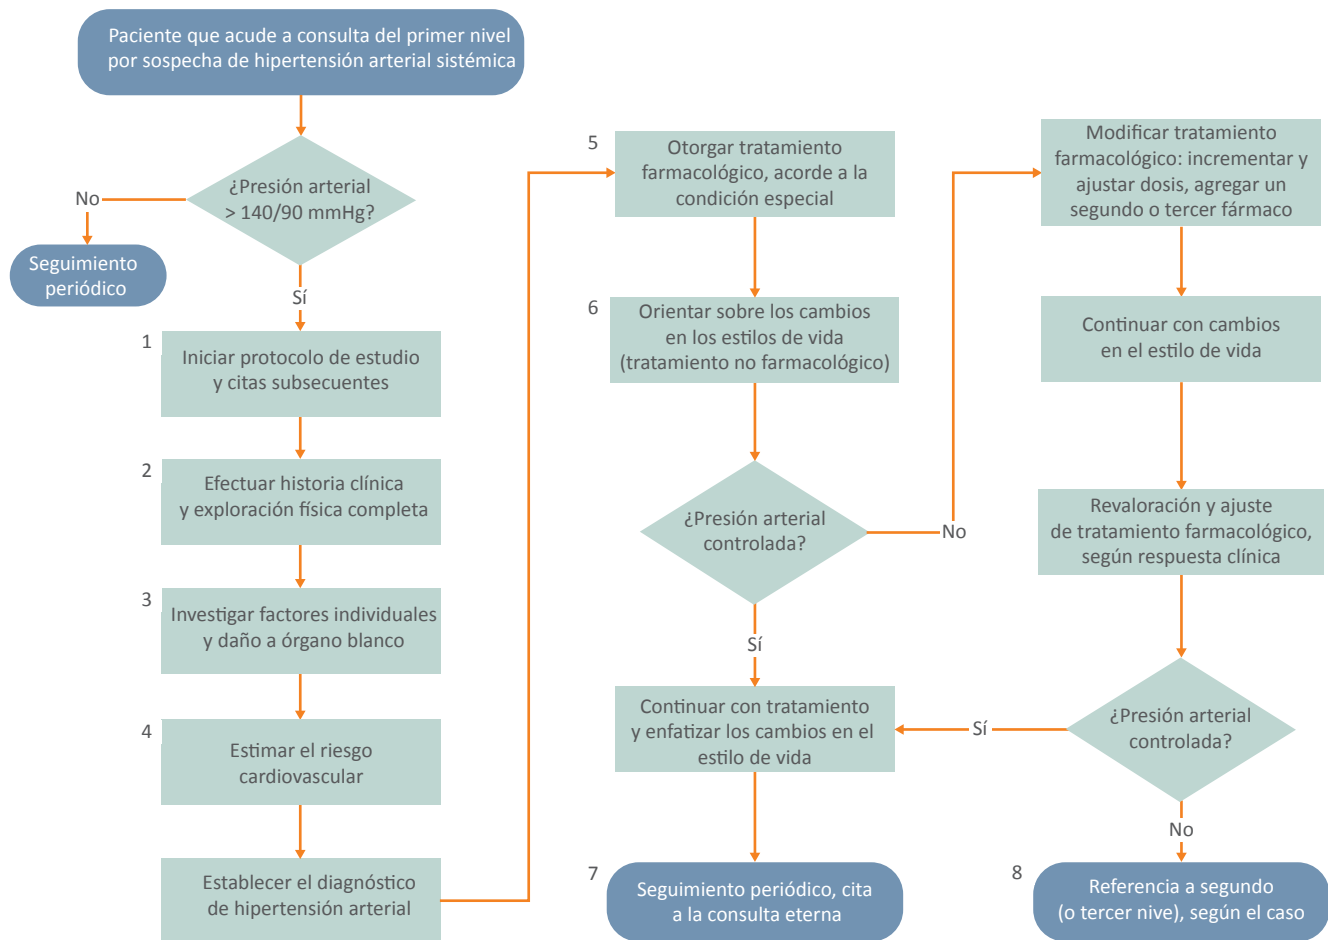 Paciente que acude a consulta del primer nivel
por sospecha de hipertensión arterial sistémica
¿Presión arterial
> 140/90 mmHg?
No
Seguimiento
periódico
Sí
1
Iniciar protocolo de estudio
y citas subsecuentes
2
Efectuar historia clínica
y exploración física completa
3
Investigar factores individuales
y daño a órgano blanco
4
Estimar el riesgo
cardiovascular
Establecer el diagnóstico
de hipertensión arterial
5
Otorgar tratamiento
farmacológico, acorde a la
condición especial
6
Orientar sobre los cambios
en los estilos de vida
(tratamiento no farmacológico)
¿Presión arterial
controlada?
No
Sí
Continuar con tratamiento
y enfatizar los cambios en el
estilo de vida
7
Seguimiento periódico, cita
a la consulta eterna
Modificar tratamiento
farmacológico: incrementar y
ajustar dosis, agregar un
segundo o tercer fármaco
Continuar con cambios
en el estilo de vida
Revaloración y ajuste
de tratamiento farmacológico,
según respuesta clínica
¿Presión arterial
controlada?
Sí
No
8
Referencia a segundo
(o tercer nive), según el caso